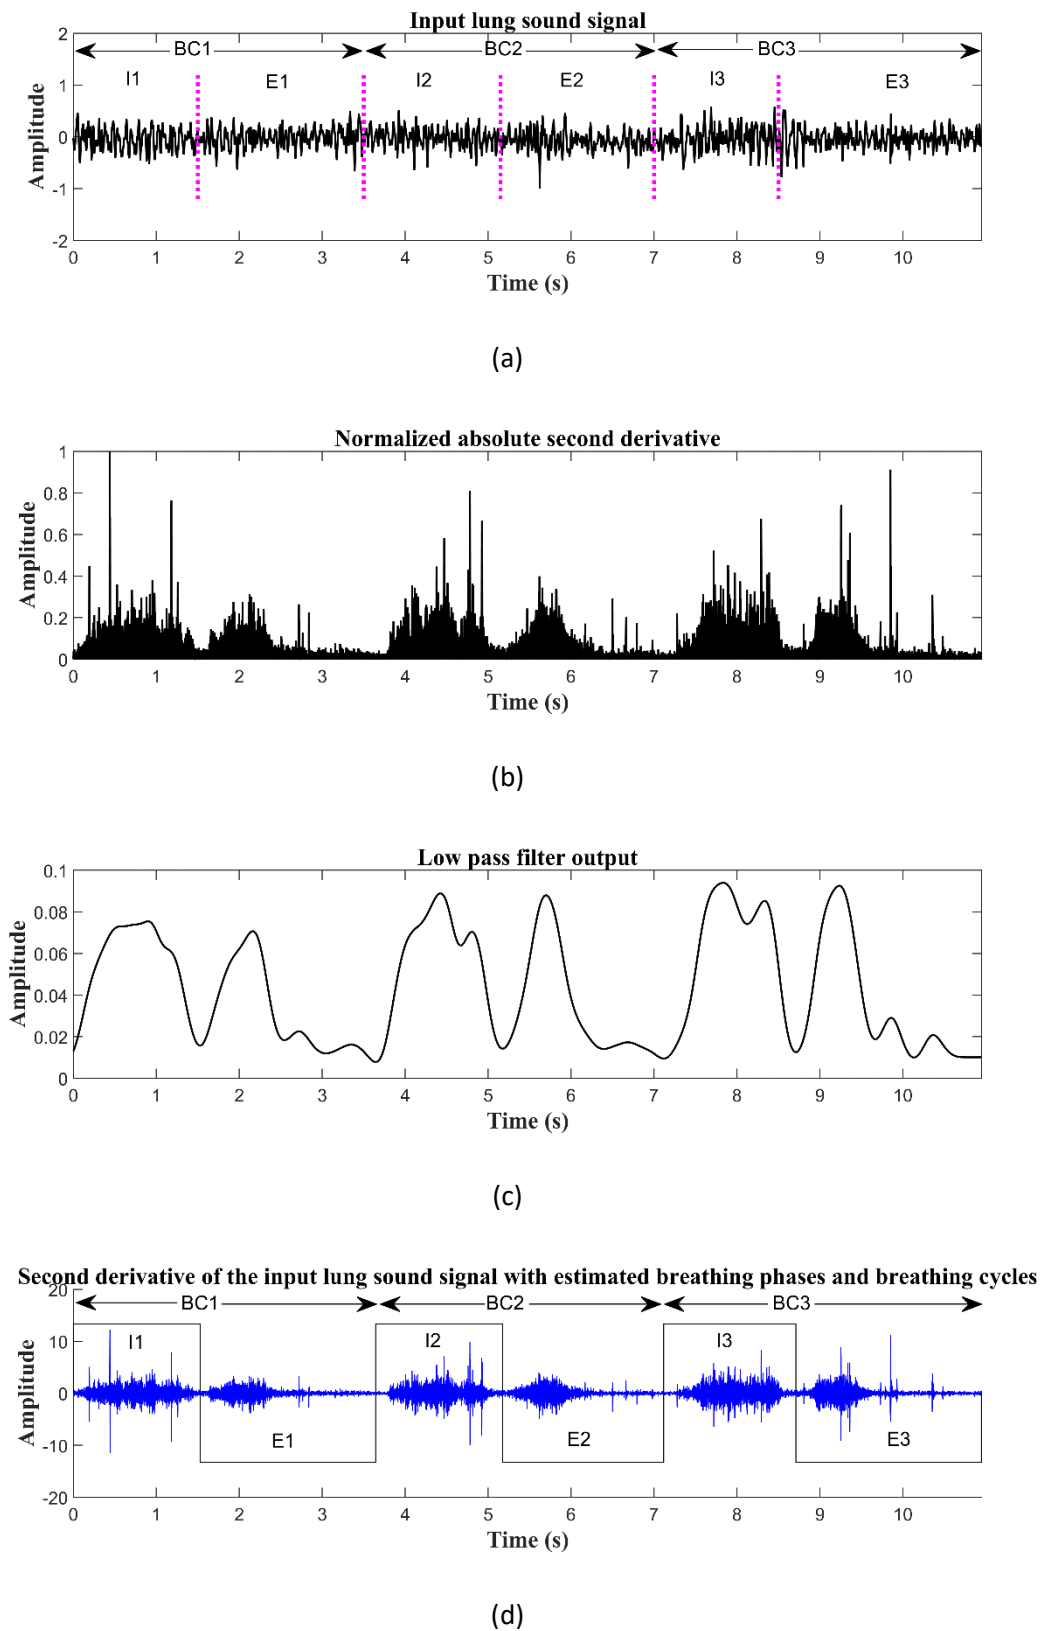 Input lung sound signal
2
BC1 BC2 BC3
I1 E1 I2 E2 I3 E3
1
0
-1
-2
Amplitude
0 1 2 3 4 5 6 7 8 9 10
Time (s)
(a)
Normalized absolute second derivative
1
0.8
0.6
0.4
0.2
0
Amplitude
0 1 2 3 4 5 6 7 8 9 10
Time (s)
(b)
Low pass filter output
0.1
0.08
0.06
0.04
0.02
0
Amplitude
0 1 2 3 4 5 6 7 8 9 10
Time (s)
(c)
Second derivative of the input lung sound signal with estimated breathing phases and breathing cycles
20
BC1 BC2 BC3
I1 I2 I3
10
0
-10
E1 E2 E3
-20
Amplitude
0 1 2 3 4 5 6 7 8 9 10
Time (s)
(d)